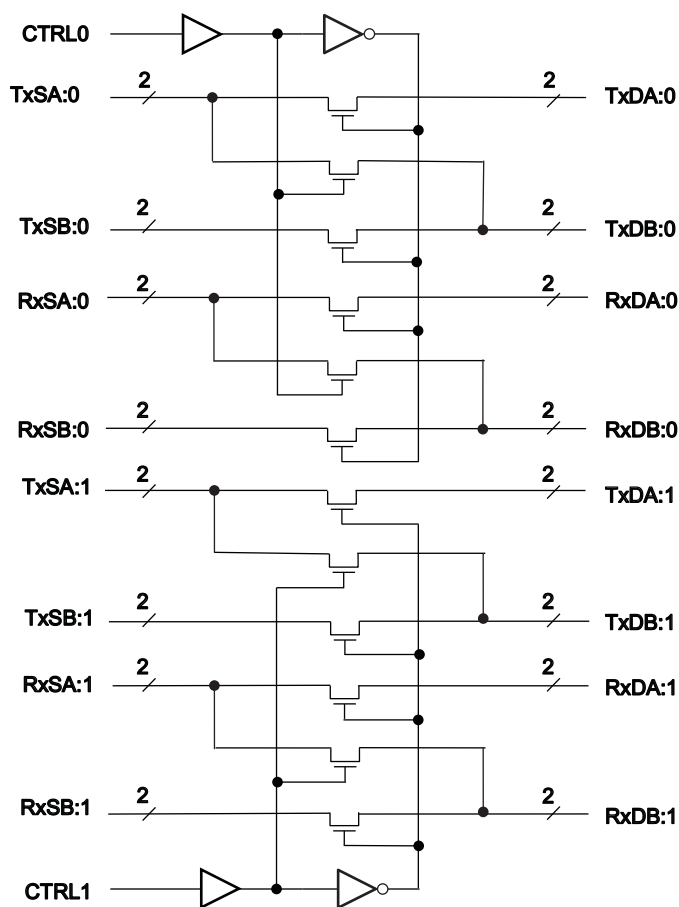 CTRL0
TxSA:0 2 2 TxDA:0
TxSB:0 2 2 TxDB:0
RxSA:0 2 2 RxDA:0
RxSB:0 2 2 RxDB:0
TxSA:1 2 2 TxDA:1
TxSB:1 2 2 TxDB:1
RxSA:1 2 2 RxDA:1
RxSB:1 2 2 RxDB:1
CTRL1